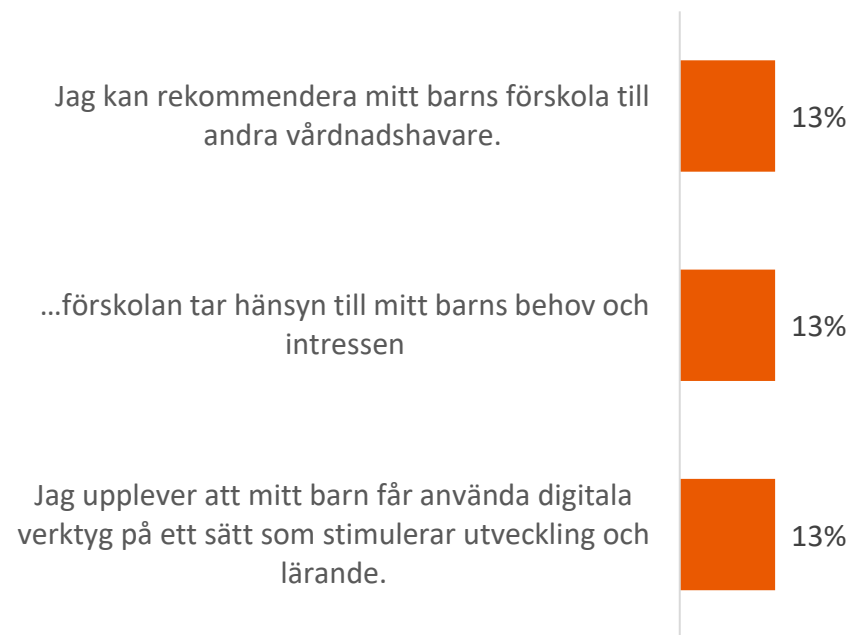 Jag kan rekommendera mitt barns förskola till
andra vårdnadshavare.
13%
...förskolan tar hänsyn till mitt barns behov och
intressen
13%
Jag upplever att mitt barn får använda digitala
verktyg på ett sätt som stimulerar utveckling och
lärande.
13%